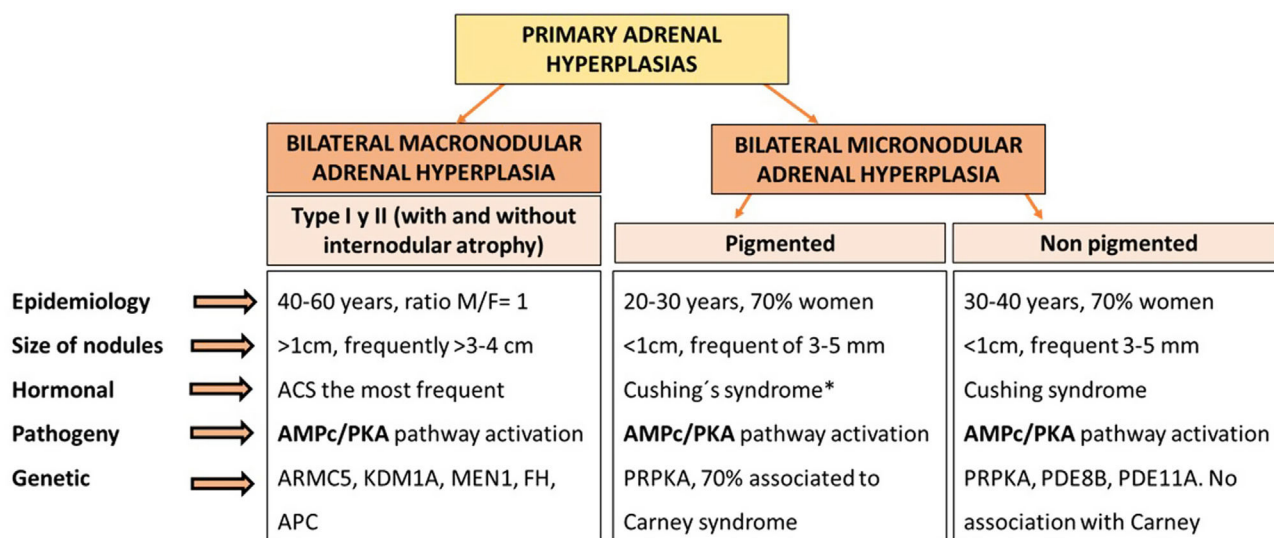 PRIMARY ADRENAL
HYPERPLASIAS
BILATERAL MACRONODULAR
ADRENAL HYPERPLASIA
BILATERAL MICRONODULAR
ADRENAL HYPERPLASIA
Type I y II (with and without
internodular atrophy)
Pigmented
Non pigmented
Epidemiology
40-60 years, ratio M/F= 1
20-30 years, 70% women
30-40 years, 70% women
Size of nodules
>1cm, frequently >3-4 cm
<1cm, frequent of 3-5 mm
<1cm, frequent 3-5 mm
Hormonal
ACS the most frequent
Cushing´s syndrome*
Cushing syndrome
Pathogeny
AMPc/PKA pathway activation
AMPc/PKA pathway activation
AMPc/PKA pathway activation
Genetic
ARMC5, KDM1A, MEN1, FH,
APC
PRPKA, 70% associated to
Carney syndrome
PRPKA, PDE8B, PDE11A. No
association with Carney